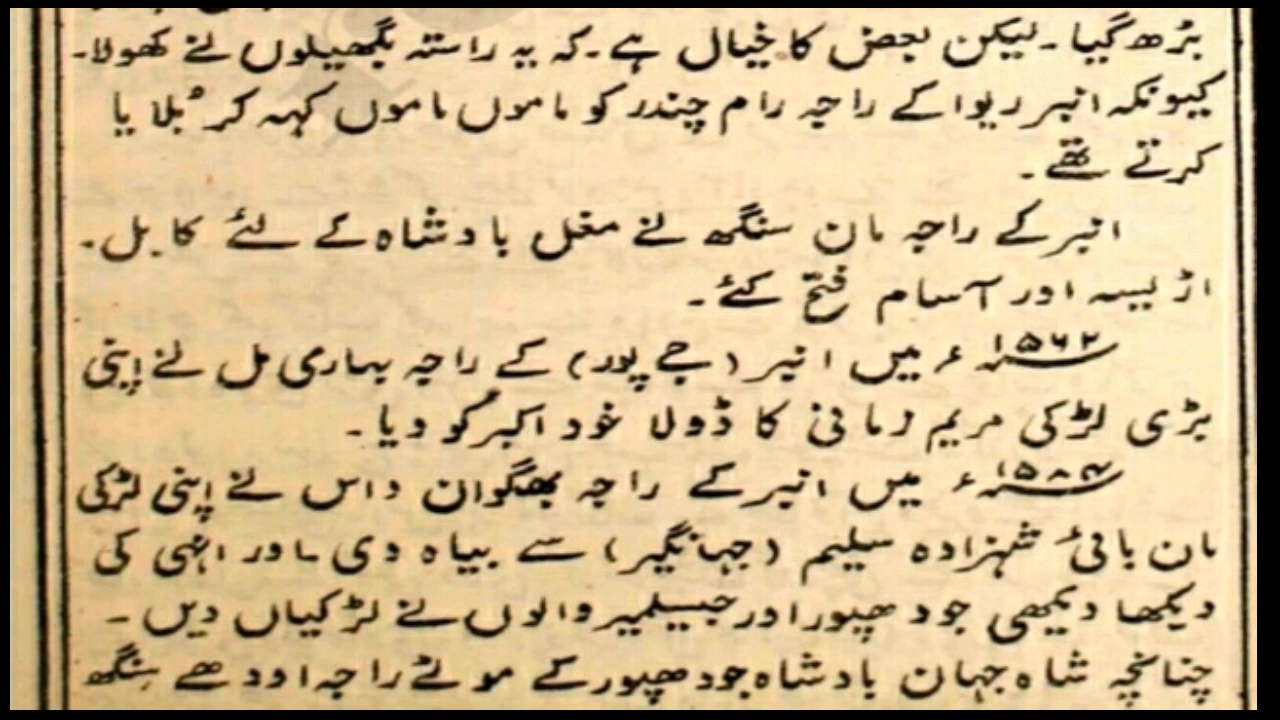 بڑھ گیا۔ لیکن بعض کا خیال ہے۔ کہ یہ راستہ بگھیلوں نے کھولا۔
کیونکہ انبر ریوا کے راجہ رام چندر کو ماموں ماموں کہہ کر بُلایا
کرتے تھے۔
انبر کے راجہ مان سنگھ نے مغل بادشاہ کے لئے کابل۔
اڑیسہ اور آسام فتح کئے۔
۱۵۶۲ء میں انبر (جے پور) کے راجہ بہاری مل نے اپنی
بڑی لڑکی مریم زمانی کا ڈولا خود اکبر کو دیا۔
۱۵۸۴ء میں انبر کے راجہ بھگوان داس نے اپنی لڑکی
مان بائی شہزادہ سلیم (جہانگیر) سے بیاہ دی۔ اور انہی کی
دیکھا دیکھی جودھپور اور جیسلمیر والوں نے لڑکیاں دیں۔
چنانچہ شاہ جہان بادشاہ جودھپور کے موٹے راجہ اودھے سنگھ